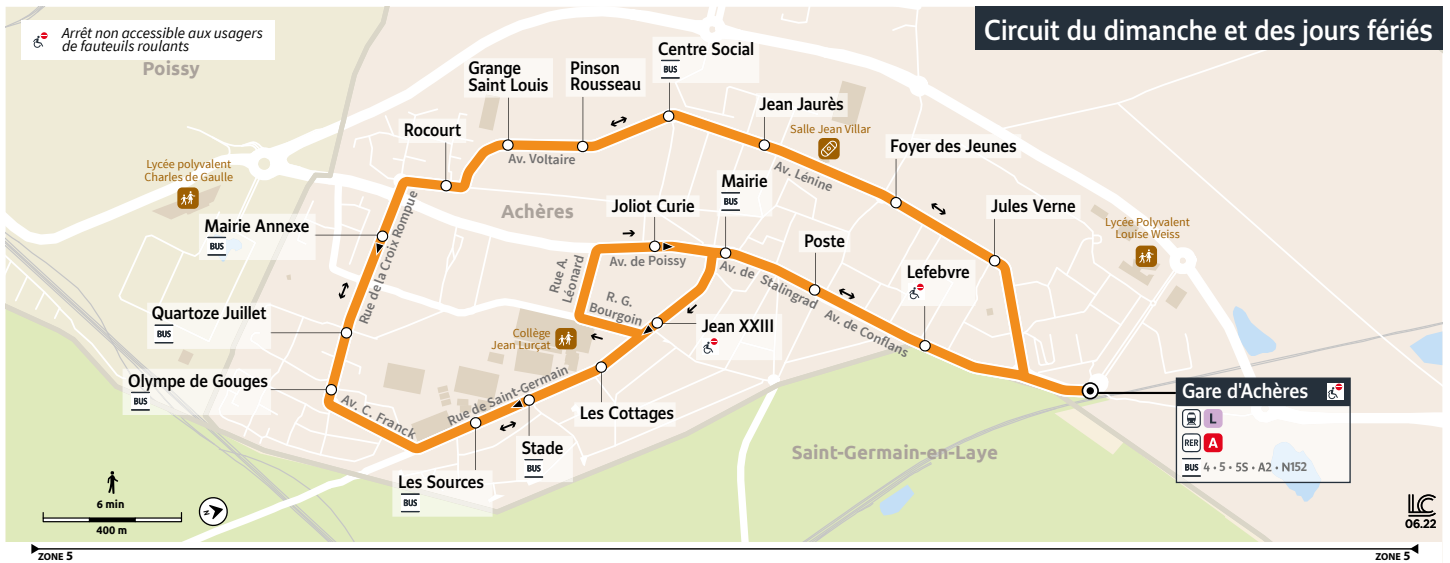 Circuit du dimanche et des jours fériés
Arrêt non accessible aux usagers
de fauteuils roulants
Poissy
Centre Social
BUS
Grange
Saint Louis
Pinson
Rousseau
Jean Jaurès
Rocourt
Salle Jean Villar
Av. Voltaire
Foyer des Jeunes
Lycée polyvalent
Charles de Gaulle
Av. Lénine
Mairie
BUS
Achères
Joliot Curie
Jules Verne
Mairie Annexe
BUS
Rue de la Croix Rompue
Lycée Polyvalent
Louise Weiss
Poste
Av. de Poissy
Rue A.
Léonard
Av. de Stalingrad
Lefebvre
R. G.
Bourgoin
Quartoze Juillet
BUS
Jean XXIII
Av. de Conflans
Collège
Jean Lurçat
Olympe de Gouges
BUS
Av. C. Franck
Rue de Saint-Germain
Les Cottages
Gare d'Achères
L
RER A
BUS 4 • 5 • 5S • A2 • N152
Stade
BUS
Saint-Germain-en-Laye
Les Sources
BUS
6 min
400 m
N
LC
06.22
ZONE 5
ZONE 5